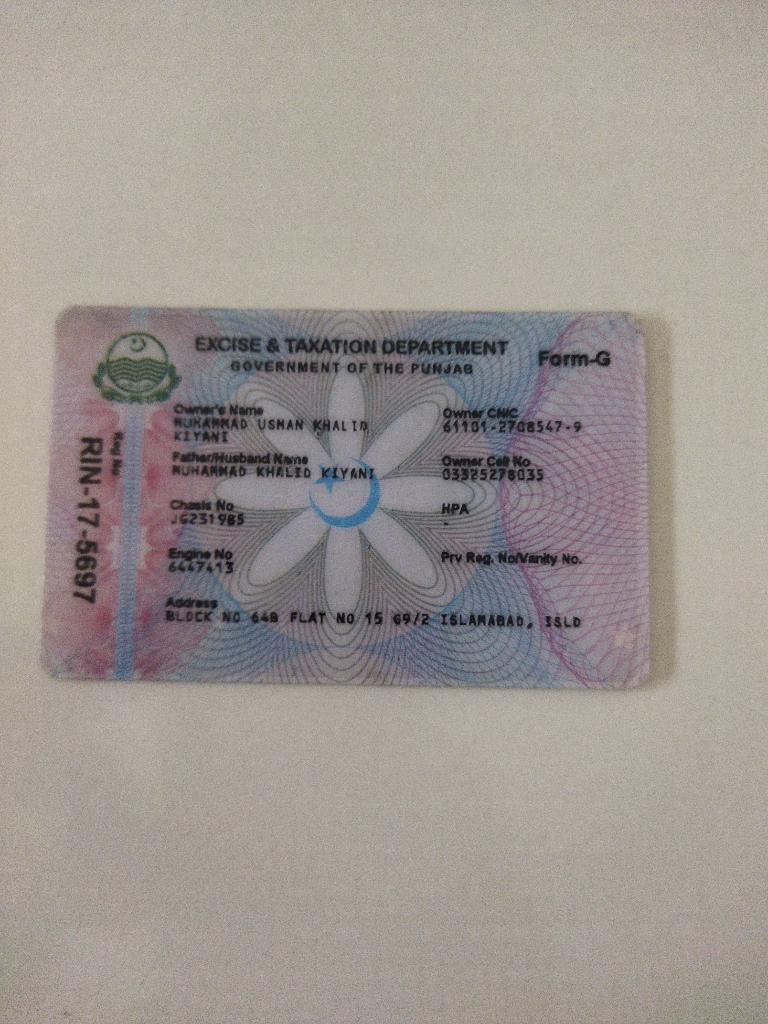 EXCISE & TAXATION DEPARTMENT
GOVERNMENT OF THE PUNJAB
Form-G
Reg No
RIN-17-5697
Owner's Name
MUHAMMAD USMAN KHALID
KIYANI
Owner CNIC
61101-2708547-9
Father/Husband Name
MUHAMMAD KHALID KIYANI
Owner Cell No
03325278035
Chasis No
JG231985
HPA
-
Engine No
6447413
Prv Reg. No/Vanity No.
Address
BLOCK NO 64B FLAT NO 15 G9/2 ISLAMABAD, ISLD